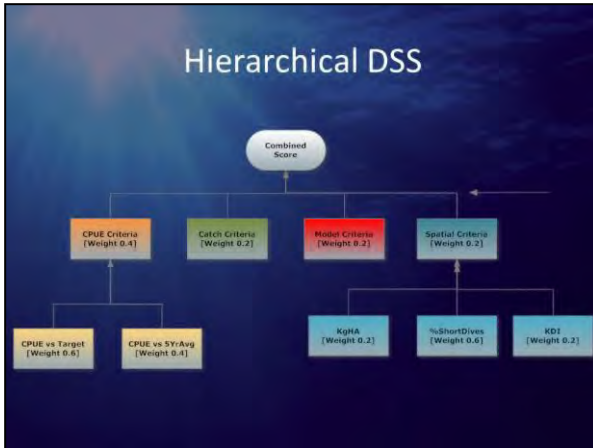 Hierarchical DSS
Combined
Score
CPUE Criteria
[Weight 0.4]
Catch Criteria
[Weight 0.2]
Model Criteria
[Weight 0.2]
Spatial Criteria
[Weight 0.2]
CPUE vs Target
[Weight 0.6]
CPUE vs 5YrAvg
[Weight 0.4]
KgHA
[Weight 0.2]
%ShortDives
[Weight 0.6]
KDI
[Weight 0.2]